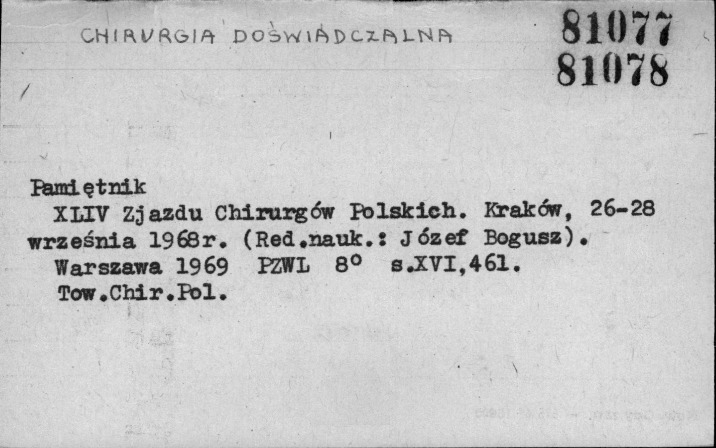 CHIRURGIA DOŚWIADCZALNA
81077
81078
Pamiętnik
XLIV Zjazdu Chirurgów Polskich. Kraków, 26-28
września 1968r. (Red.nauk.: Józef Bogusz).
Warszawa 1969 PZWL 8° s.XVI,461.
Tow.Chir.Pol.